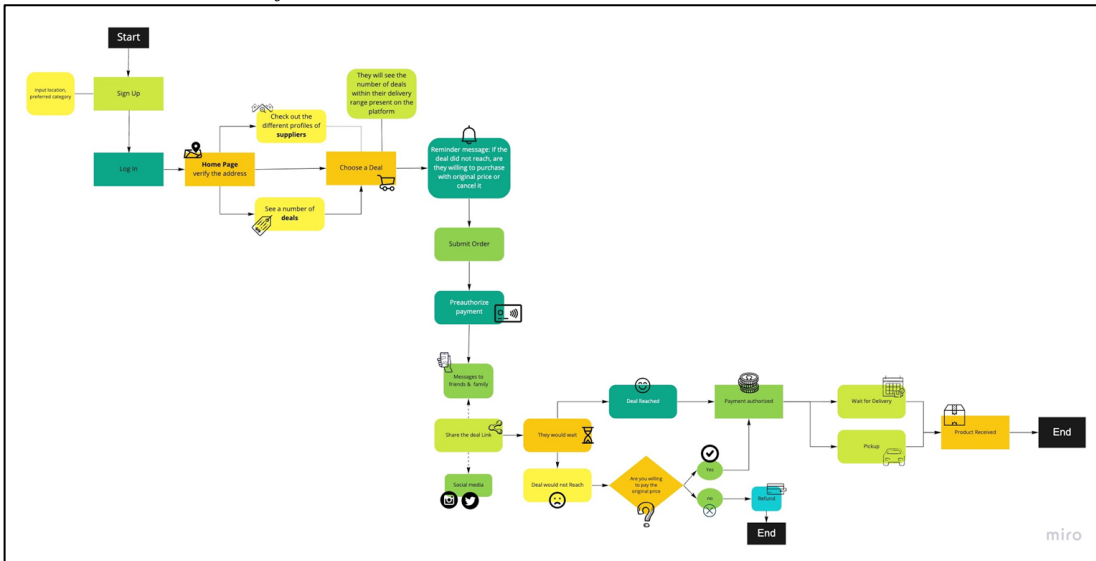 Start
Sign Up
Input location,
preferred category
Log In
Home Page
verify the address
Check out the
different profiles of
suppliers
See a number of
deals
They will see the
number of deals
within their delivery
range present on the
platform
Choose a Deal
Reminder message: If the
deal did not reach, are
they willing to purchase
with original price or
cancel it
Submit Order
Preauthorize
payment
Messages to
friends & family
Share the deal Link
Social media
They would wait
Deal Reached
Deal would not Reach
Are you willing
to pay the
original price
Yes
no
Refund
End
Payment authorized
Wait for Delivery
Pickup
Product Received
End
miro